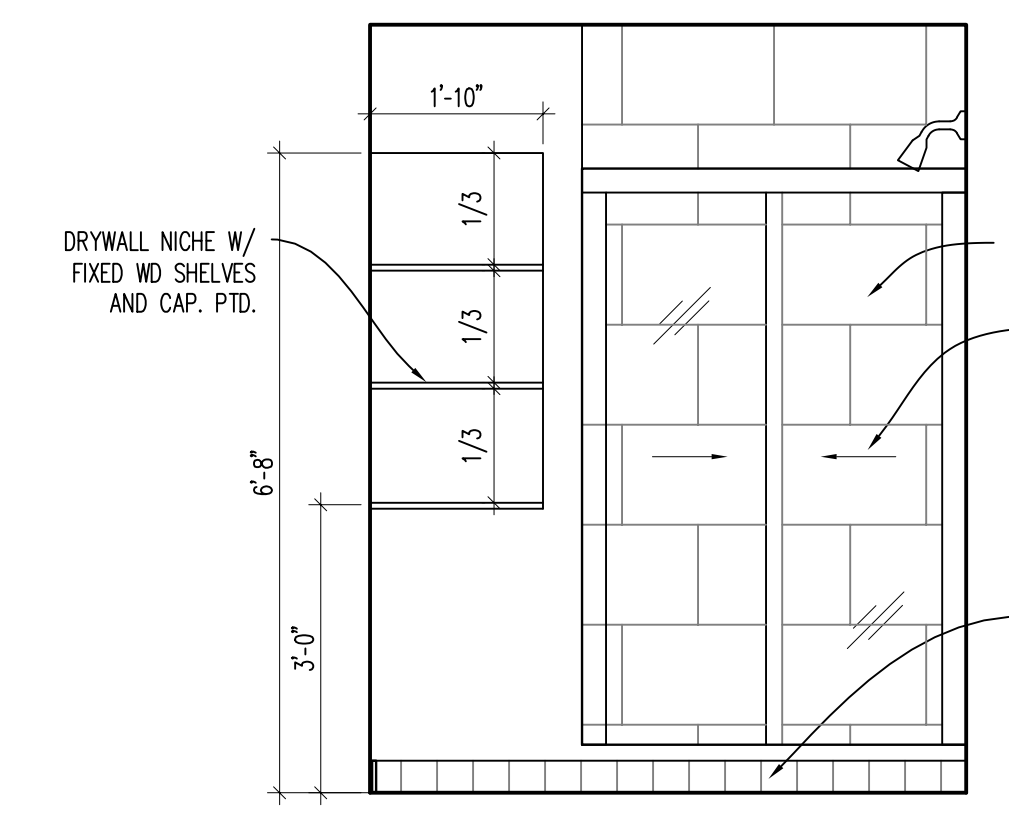 1'-10"
1/3
DRYWALL NICHE W/
FIXED WD SHELVES
AND CAP. PTD.
1/3
1/3
6'-8"
3'-0"